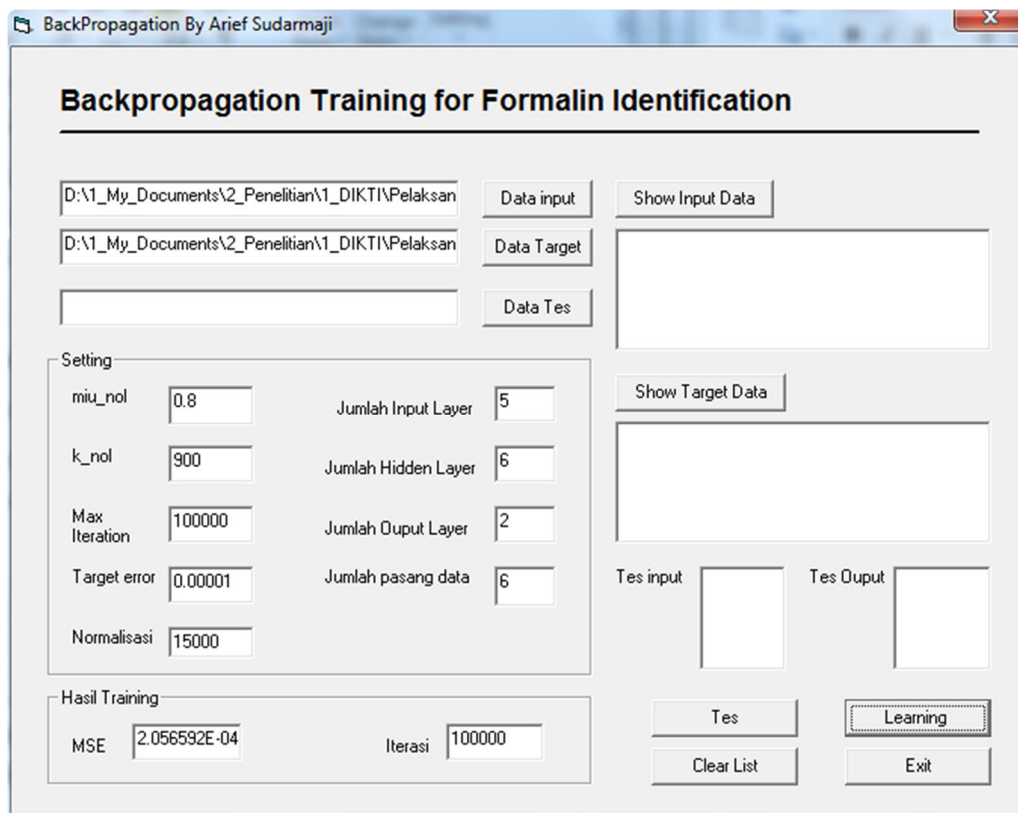 BackPropagation By Arief Sudarmaji
Backpropagation Training for Formalin Identification
D:\1_My_Documents\2_Penelitian\1_DIKTI\Pelaksan
Data input
Show Input Data
D:\1_My_Documents\2_Penelitian\1_DIKTI\Pelaksan
Data Target
Data Tes
Setting
miu_nol
0.8
Jumlah Input Layer
5
Show Target Data
k_nol
900
Jumlah Hidden Layer
6
Max
Iteration
100000
Jumlah Ouput Layer
2
Target error
0.00001
Jumlah pasang data
6
Tes input
Tes Ouput
Normalisasi
15000
Hasil Training
MSE
2.056592E-04
Iterasi
100000
Tes
Learning
Clear List
Exit